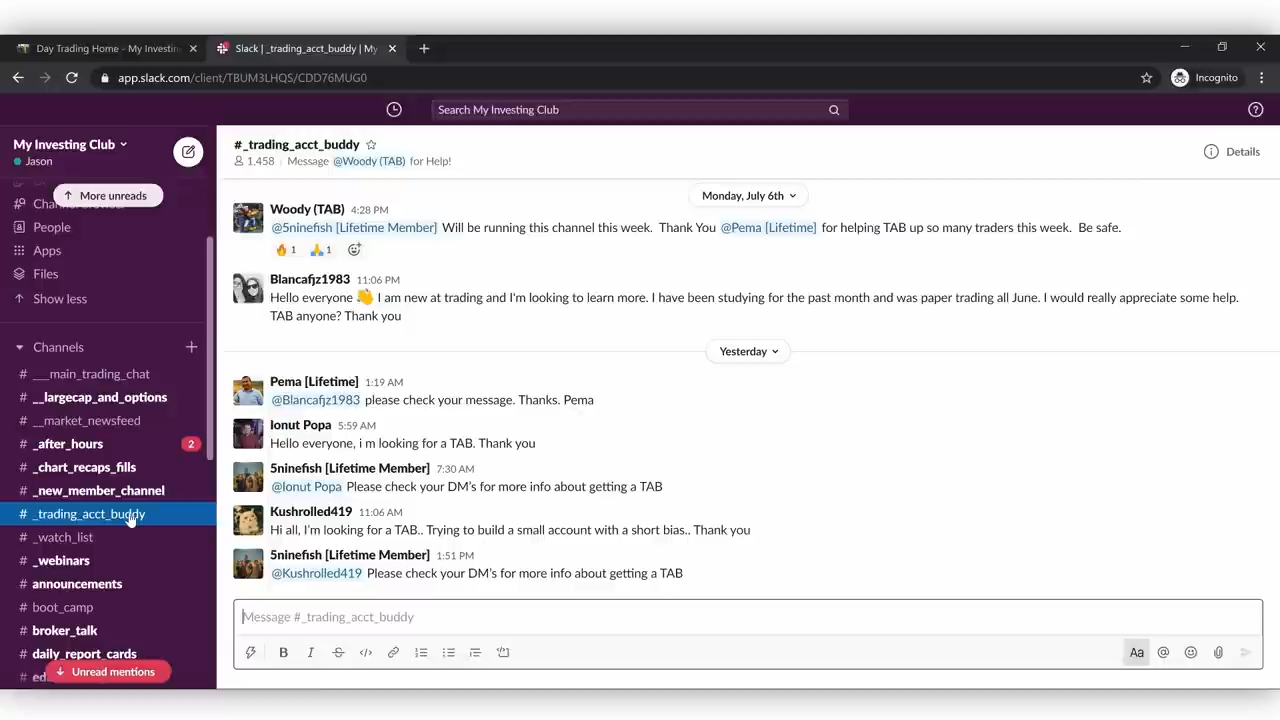 Day Trading Home - My Investin
Slack | _trading_acct_buddy | My
app.slack.com/client/TBUM3LHQS/CDD76MUG0
Incognito
Search My Investing Club
My Investing Club
Jason
More unreads
People
Apps
Files
Show less
Channels
# ___main_trading_chat
# __largecap_and_options
# __market_newsfeed
# _after_hours 2
# _chart_recaps_fills
# _new_member_channel
# _trading_acct_buddy
# _watch_list
# _webinars
# announcements
# boot_camp
# broker_talk
# daily_report_cards
Unread mentions
#_trading_acct_buddy
1,458 | Message @Woody (TAB) for Help!
Details
Monday, July 6th
Woody (TAB) 4:28 PM
@5ninefish [Lifetime Member] Will be running this channel this week. Thank You @Pema [Lifetime] for helping TAB up so many traders this week. Be safe.
🔥 1 🙏 1
Blancafjz1983 11:06 PM
Hello everyone 👋 I am new at trading and I'm looking to learn more. I have been studying for the past month and was paper trading all June. I would really appreciate some help.
TAB anyone? Thank you
Yesterday
Pema [Lifetime] 1:19 AM
@Blancafjz1983 please check your message. Thanks. Pema
Ionut Popa 5:59 AM
Hello everyone, i m looking for a TAB. Thank you
5ninefish [Lifetime Member] 7:30 AM
@Ionut Popa Please check your DM's for more info about getting a TAB
Kushrolled419 11:06 AM
Hi all, I'm looking for a TAB.. Trying to build a small account with a short bias.. Thank you
5ninefish [Lifetime Member] 1:51 PM
@Kushrolled419 Please check your DM's for more info about getting a TAB
Message #_trading_acct_buddy
B I S </>
Aa @